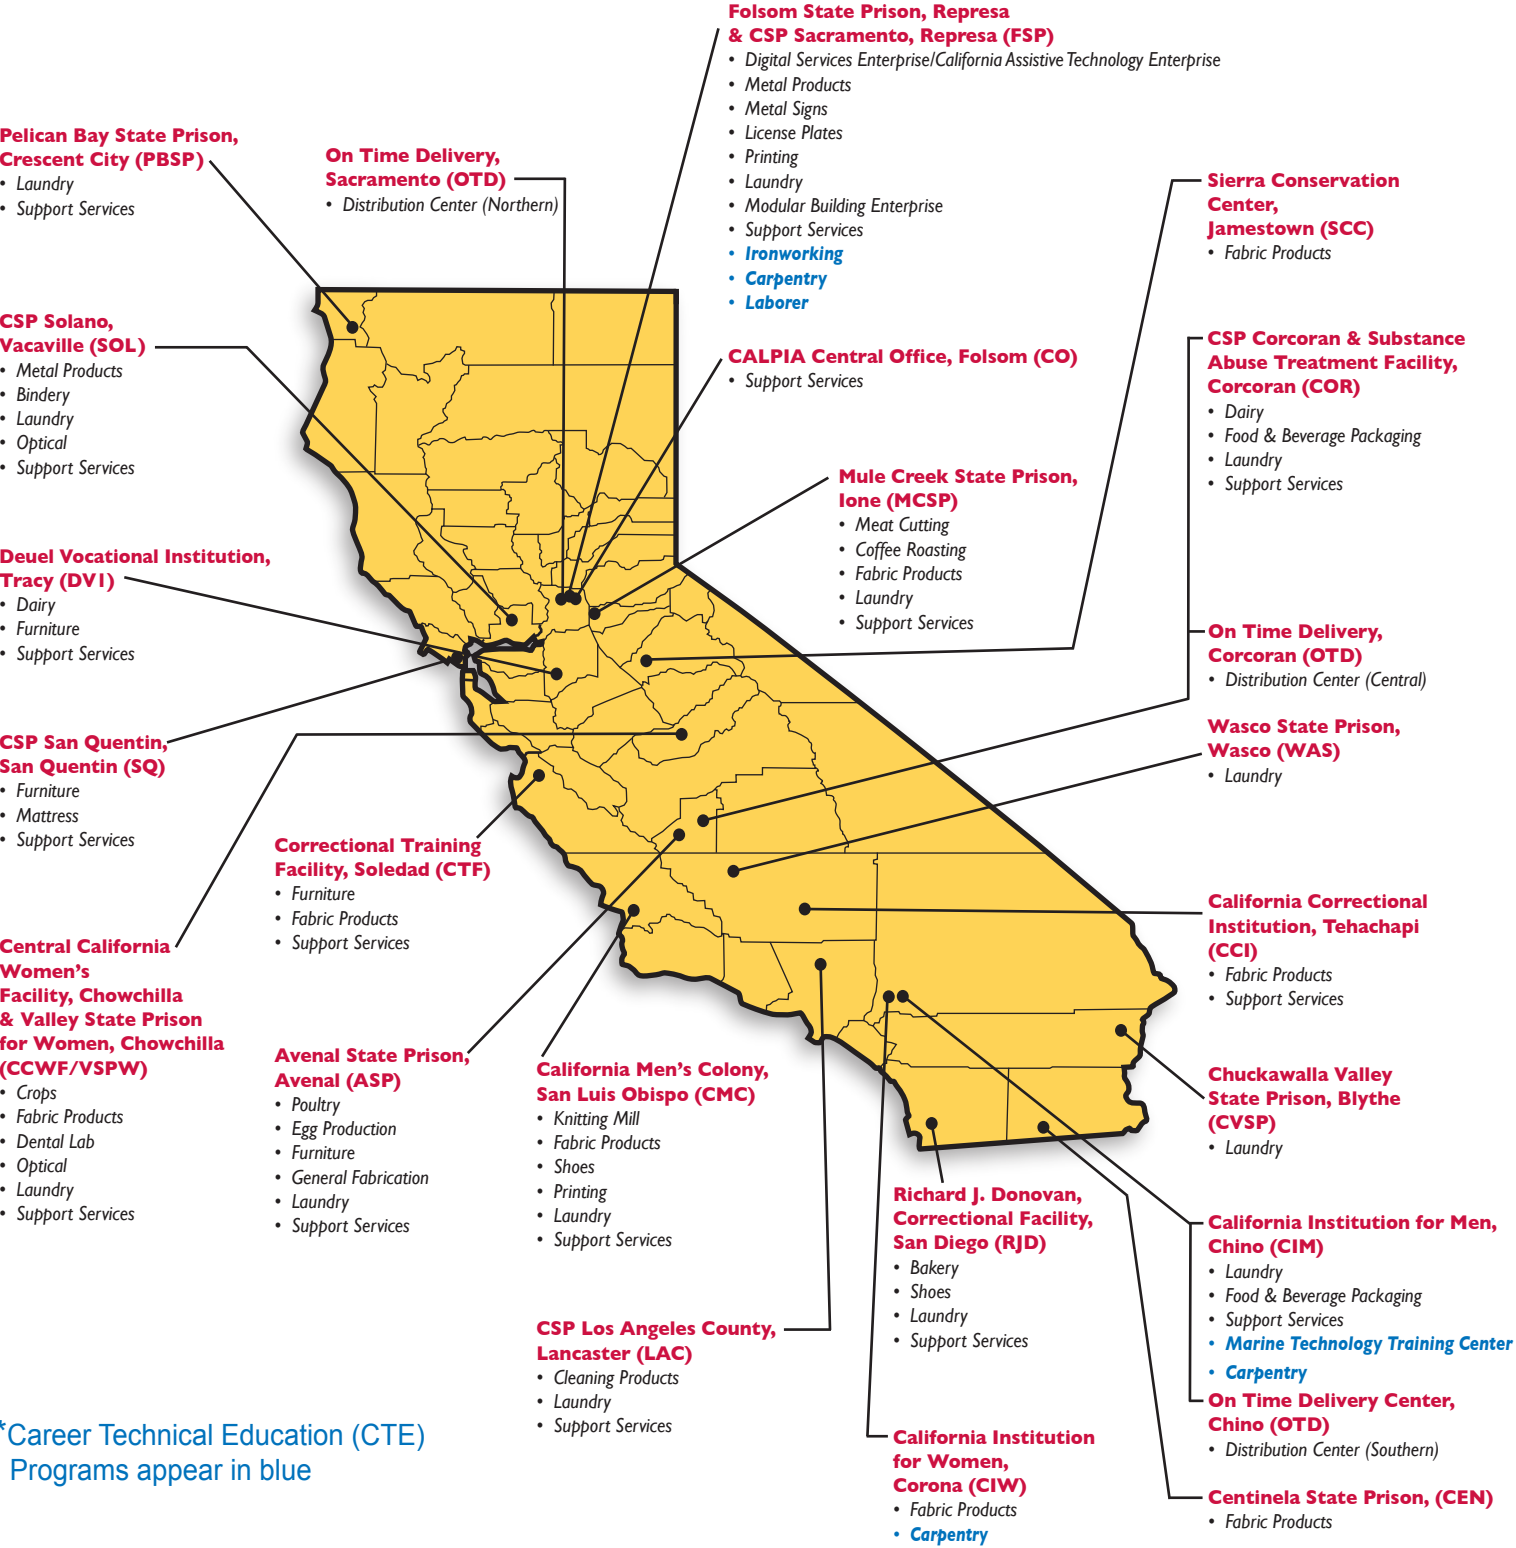 Folsom State Prison, Represa
& CSP Sacramento, Represa (FSP)
• Digital Services Enterprise/California Assistive Technology Enterprise
• Metal Products
• Metal Signs
• License Plates
• Printing
• Laundry
• Modular Building Enterprise
• Support Services
• Ironworking
• Carpentry
• Laborer
Pelican Bay State Prison,
Crescent City (PBSP)
• Laundry
• Support Services
On Time Delivery,
Sacramento (OTD)
• Distribution Center (Northern)
Sierra Conservation
Center,
Jamestown (SCC)
• Fabric Products
CSP Solano,
Vacaville (SOL)
• Metal Products
• Bindery
• Laundry
• Optical
• Support Services
CALPIA Central Office, Folsom (CO)
• Support Services
CSP Corcoran & Substance
Abuse Treatment Facility,
Corcoran (COR)
• Dairy
• Food & Beverage Packaging
• Laundry
• Support Services
Mule Creek State Prison,
Ione (MCSP)
• Meat Cutting
• Coffee Roasting
• Fabric Products
• Laundry
• Support Services
Deuel Vocational Institution,
Tracy (DVI)
• Dairy
• Furniture
• Support Services
On Time Delivery,
Corcoran (OTD)
• Distribution Center (Central)
Wasco State Prison,
Wasco (WAS)
• Laundry
CSP San Quentin,
San Quentin (SQ)
• Furniture
• Mattress
• Support Services
Correctional Training
Facility, Soledad (CTF)
• Furniture
• Fabric Products
• Support Services
California Correctional
Institution, Tehachapi
(CCI)
• Fabric Products
• Support Services
Central California
Women's
Facility, Chowchilla
& Valley State Prison
for Women, Chowchilla
(CCWF/VSPW)
• Crops
• Fabric Products
• Dental Lab
• Optical
• Laundry
• Support Services
Avenal State Prison,
Avenal (ASP)
• Poultry
• Egg Production
• Furniture
• General Fabrication
• Laundry
• Support Services
California Men's Colony,
San Luis Obispo (CMC)
• Knitting Mill
• Fabric Products
• Shoes
• Printing
• Laundry
• Support Services
Chuckawalla Valley
State Prison, Blythe
(CVSP)
• Laundry
Richard J. Donovan,
Correctional Facility,
San Diego (RJD)
• Bakery
• Shoes
• Laundry
• Support Services
California Institution for Men,
Chino (CIM)
• Laundry
• Food & Beverage Packaging
• Support Services
• Marine Technology Training Center
• Carpentry
CSP Los Angeles County,
Lancaster (LAC)
• Cleaning Products
• Laundry
• Support Services
On Time Delivery Center,
Chino (OTD)
• Distribution Center (Southern)
*Career Technical Education (CTE)
Programs appear in blue
California Institution
for Women,
Corona (CIW)
• Fabric Products
• Carpentry
Centinela State Prison, (CEN)
• Fabric Products